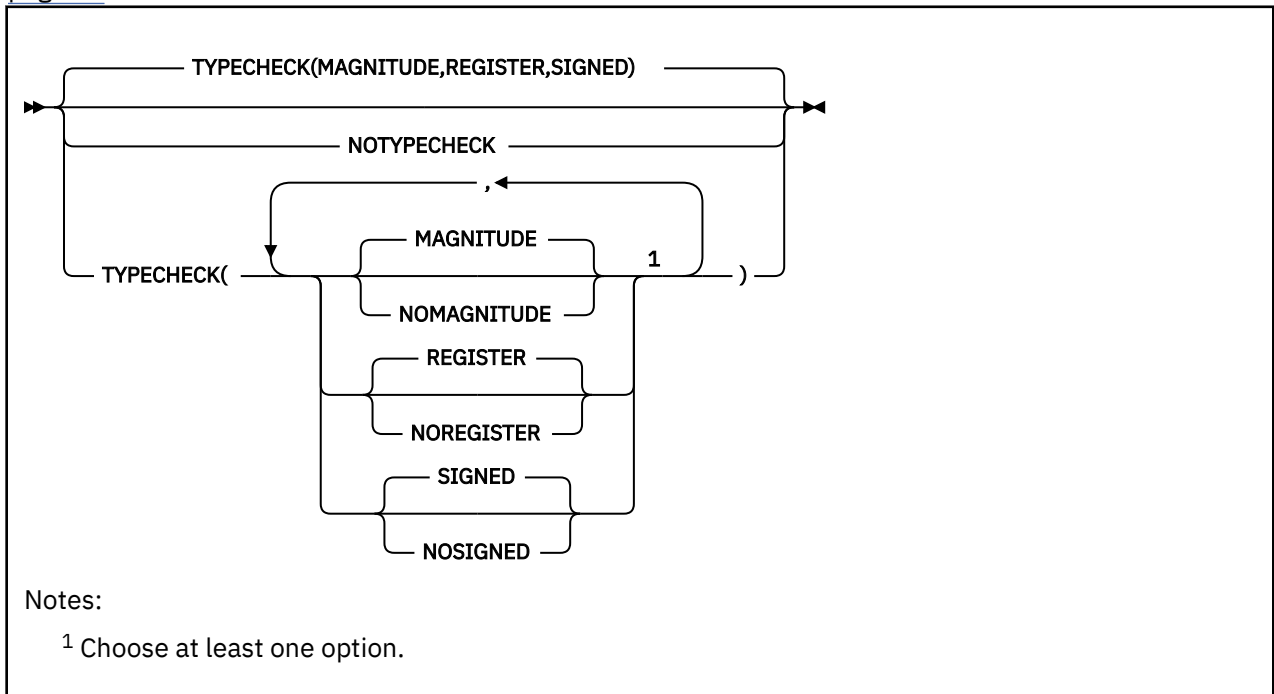 TYPECHECK(MAGNITUDE,REGISTER,SIGNED)
NOTYPECHECK
,
MAGNITUDE
1
TYPECHECK(
)
NOMAGNITUDE
REGISTER
NOREGISTER
SIGNED
NOSIGNED
Notes:
1 Choose at least one option.